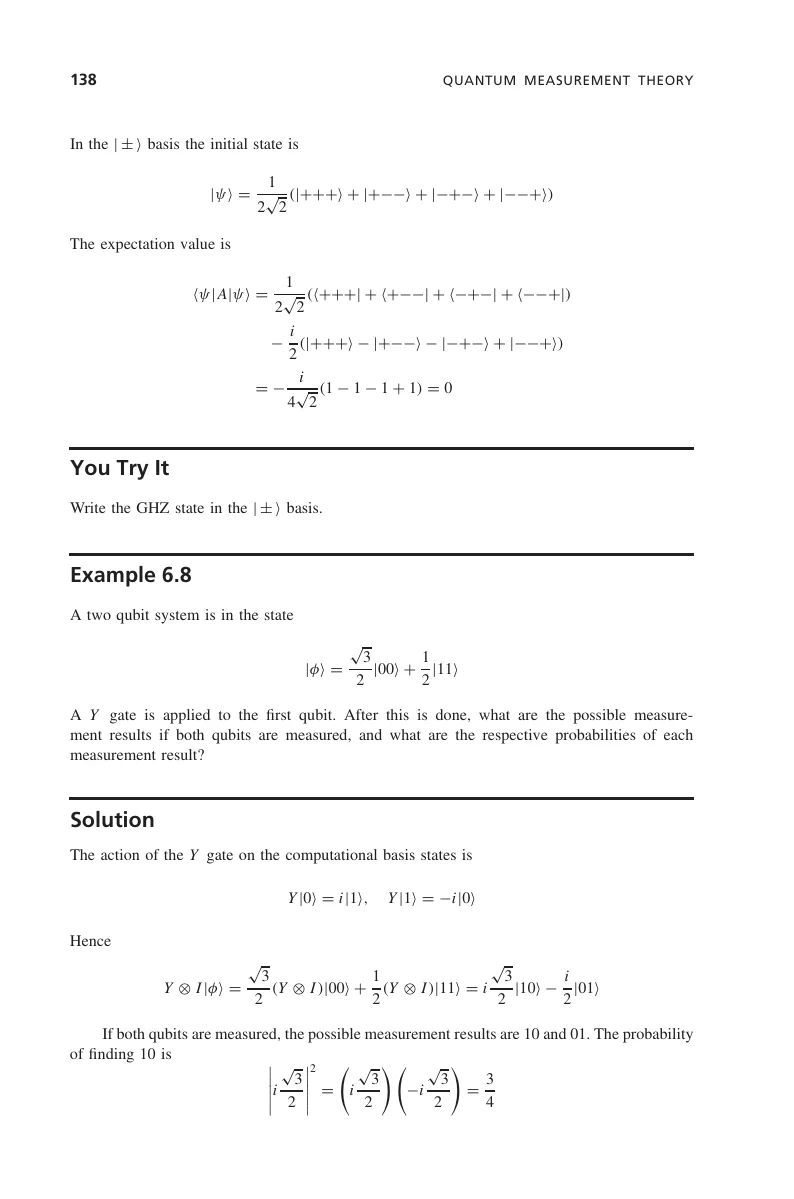 138 QUANTUM MEASUREMENT THEORY
In the | ± ⟩ basis the initial state is
|ψ⟩ = 1/(2√2) (|+++⟩ + |+−−⟩ + |−+−⟩ + |−−+⟩)
The expectation value is
⟨ψ|A|ψ⟩ = 1/(2√2) (⟨+++| + ⟨+−−| + ⟨−+−| + ⟨−−+|)
− i/2 (|+++⟩ − |+−−⟩ − |−+−⟩ + |−−+⟩)
= − i/(4√2) (1 − 1 − 1 + 1) = 0
You Try It
Write the GHZ state in the | ± ⟩ basis.
Example 6.8
A two qubit system is in the state
|φ⟩ = √3/2 |00⟩ + 1/2 |11⟩
A Y gate is applied to the first qubit. After this is done, what are the possible measure-
ment results if both qubits are measured, and what are the respective probabilities of each
measurement result?
Solution
The action of the Y gate on the computational basis states is
Y|0⟩ = i|1⟩, Y|1⟩ = −i|0⟩
Hence
Y ⊗ I|φ⟩ = √3/2 (Y ⊗ I)|00⟩ + 1/2 (Y ⊗ I)|11⟩ = i √3/2 |10⟩ − i/2 |01⟩
If both qubits are measured, the possible measurement results are 10 and 01. The probability
of finding 10 is
|i √3/2|² = (i √3/2) (−i √3/2) = 3/4